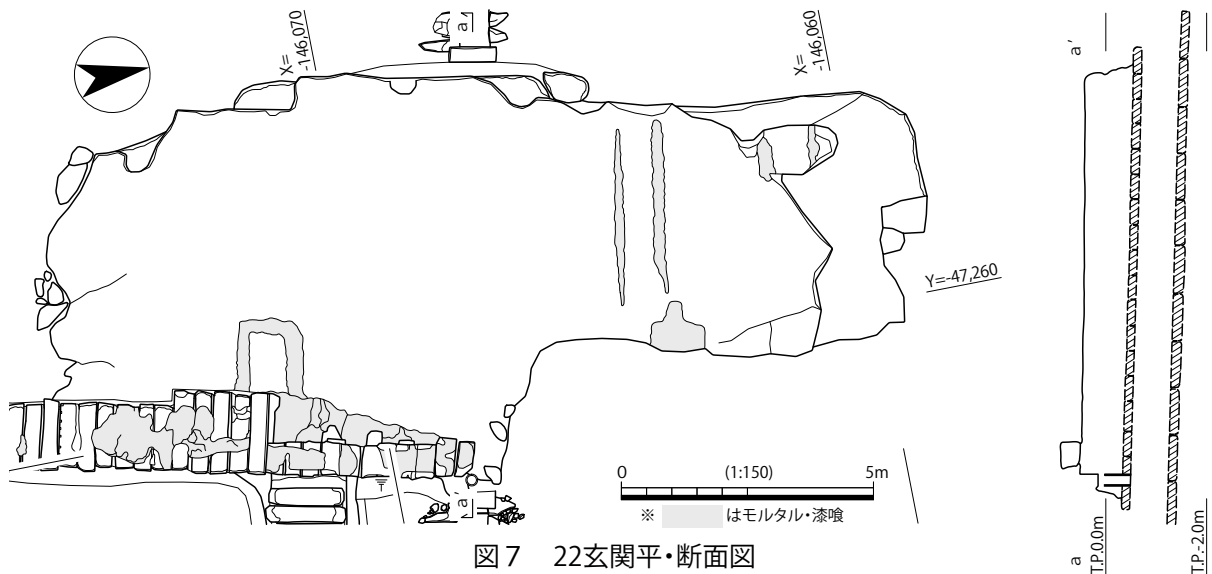 X=
-146,070
a
X=
-146,060
Y=-47,260
a
0 (1:150) 5m
※ はモルタル・漆喰
図７ 22玄関平・断面図
a'
a
T.P.0.0m
T.P.-2.0m